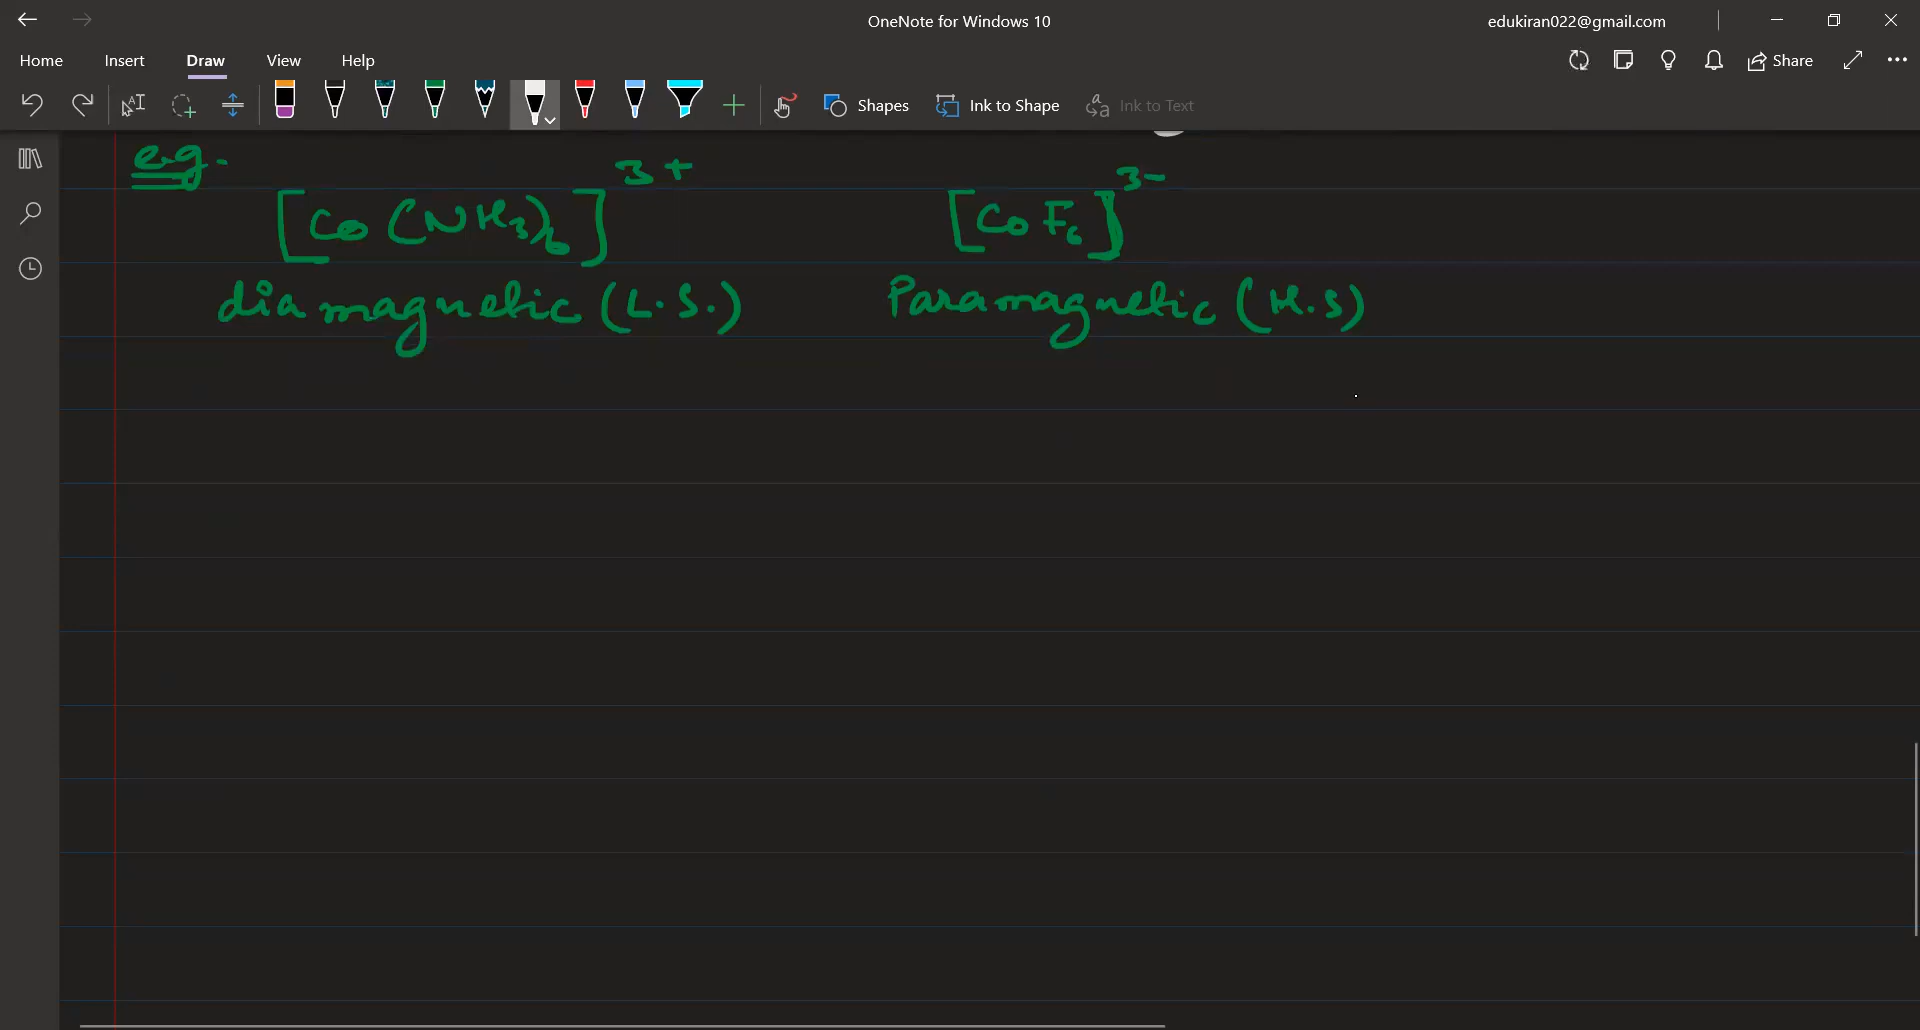 OneNote for Windows 10
edukiran022@gmail.com
Home Insert Draw View Help
Share
Shapes Ink to Shape Ink to Text
e.g.
[Co(NH₃)₆]³⁺ [CoF₆]³⁻
diamagnetic (L.S.) Paramagnetic (H.S)